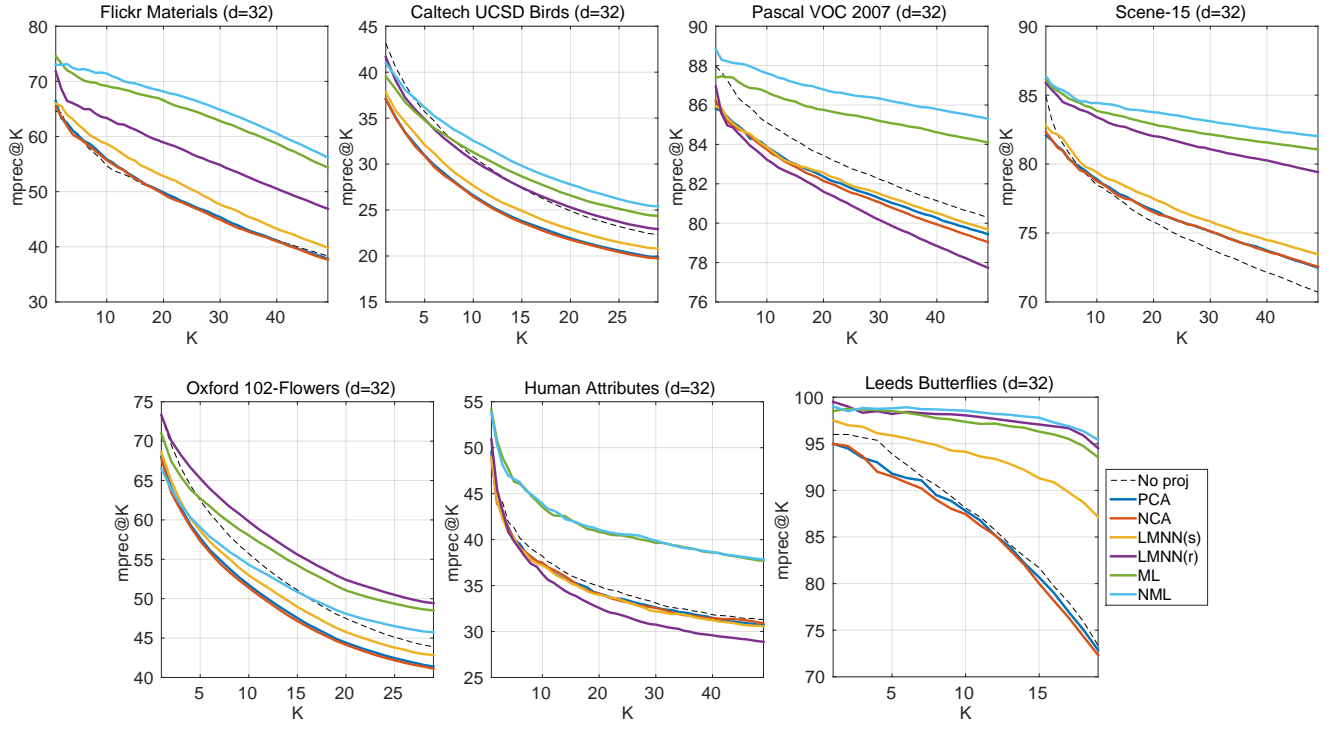 Flickr Materials (d=32)
80
70
60
50
40
30
10
20
30
40
K
mprec@K
Caltech UCSD Birds (d=32)
45
40
35
30
25
20
15
5
10
15
20
25
K
mprec@K
Pascal VOC 2007 (d=32)
90
88
86
84
82
80
78
76
10
20
30
40
K
mprec@K
Scene-15 (d=32)
90
85
80
75
70
10
20
30
40
K
mprec@K
Oxford 102-Flowers (d=32)
75
70
65
60
55
50
45
40
5
10
15
20
25
K
mprec@K
Human Attributes (d=32)
55
50
45
40
35
30
25
10
20
30
40
K
mprec@K
Leeds Butterflies (d=32)
100
95
90
85
80
75
70
5
10
15
K
mprec@K
No proj
PCA
NCA
LMNN(s)
LMNN(r)
ML
NML